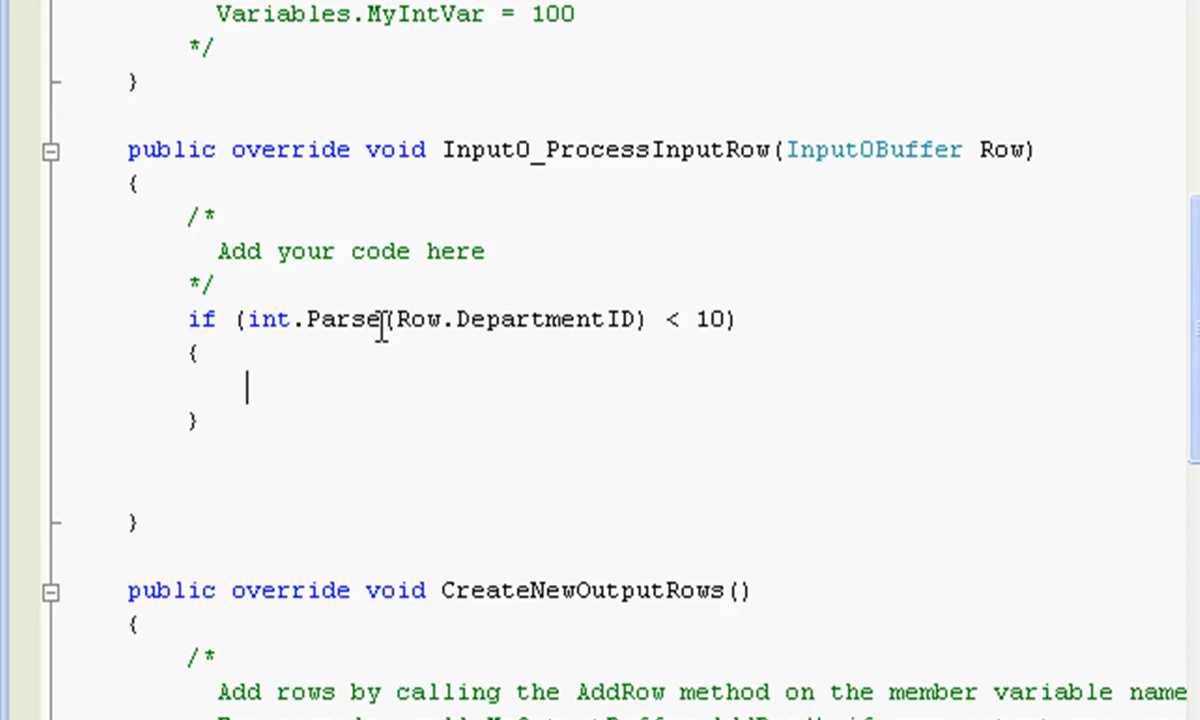 Variables.MyIntVar = 100
*/
}
public override void Input0_ProcessInputRow(Input0Buffer Row)
{
/*
Add your code here
*/
if (int.Parse(Row.DepartmentID) < 10)
{
}
}
public override void CreateNewOutputRows()
{
/*
Add rows by calling the AddRow method on the member variable name